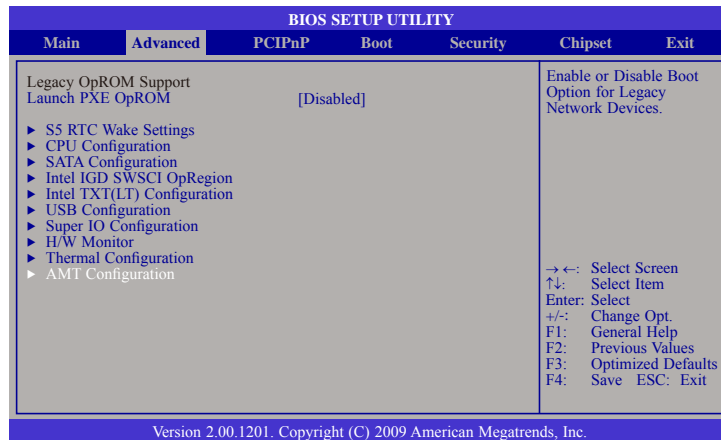 BIOS SETUP UTILITY
Main Advanced PCIPnP Boot Security Chipset Exit
Legacy OpROM Support
Launch PXE OpROM [Disabled]
► S5 RTC Wake Settings
► CPU Configuration
► SATA Configuration
► Intel IGD SWSCI OpRegion
► Intel TXT(LT) Configuration
► USB Configuration
► Super IO Configuration
► H/W Monitor
► Thermal Configuration
► AMT Configuration
Enable or Disable Boot
Option for Legacy
Network Devices.
→←: Select Screen
↑↓: Select Item
Enter: Select
+/-: Change Opt.
F1: General Help
F2: Previous Values
F3: Optimized Defaults
F4: Save ESC: Exit
Version 2.00.1201. Copyright (C) 2009 American Megatrends, Inc.